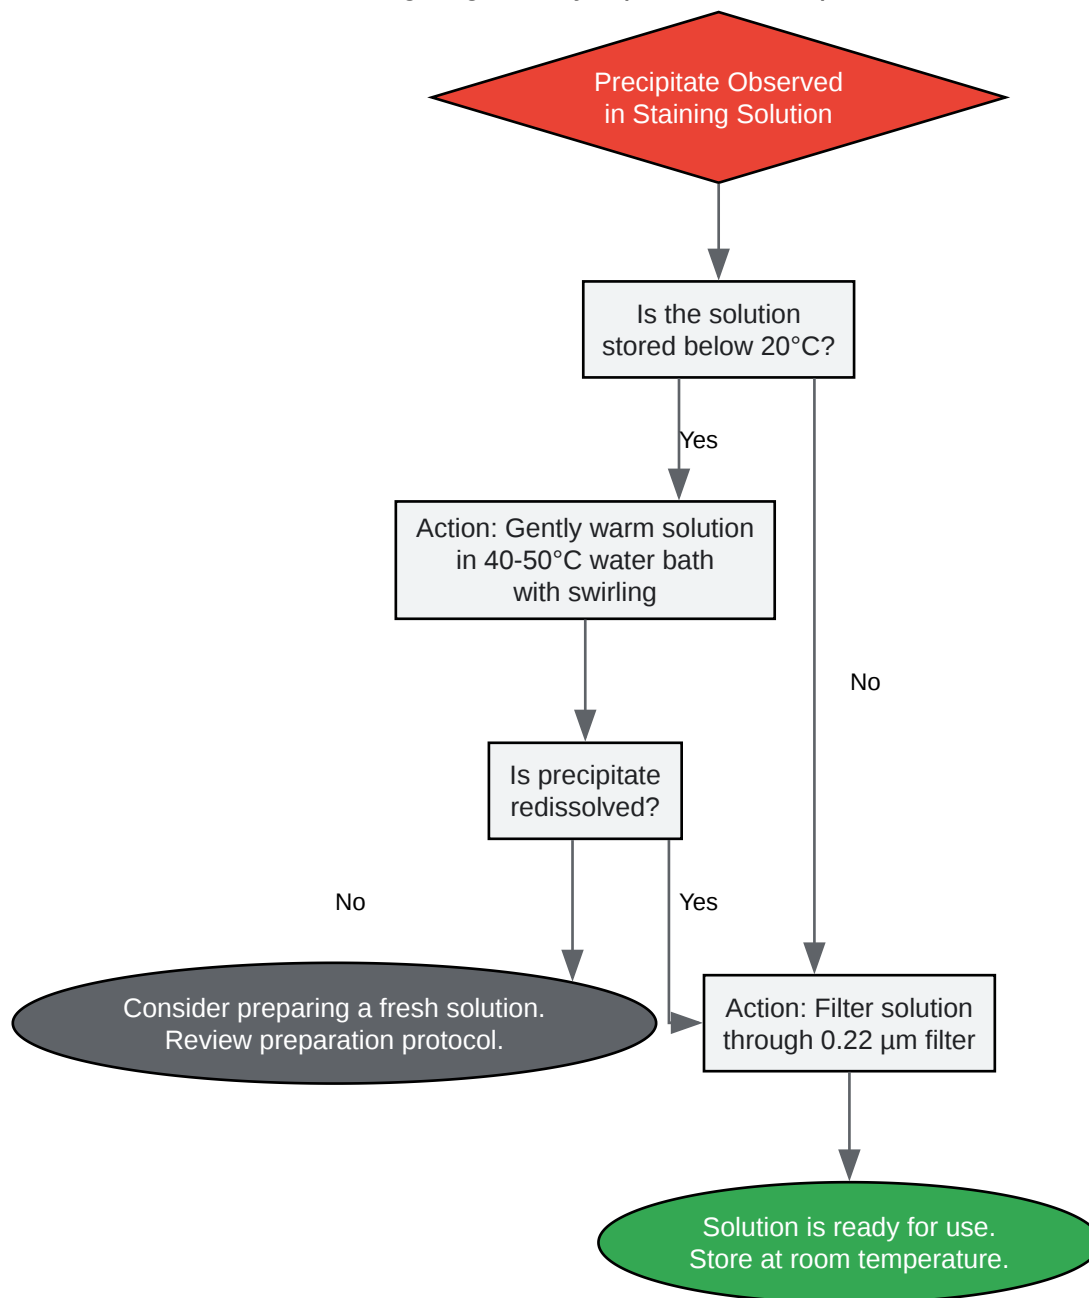 Precipitate Observed
in Staining Solution
Is the solution
stored below 20°C?
Yes
Action: Gently warm solution
in 40-50°C water bath
with swirling
No
Is precipitate
redissolved?
No
Yes
Consider preparing a fresh solution.
Review preparation protocol.
Action: Filter solution
through 0.22 µm filter
Solution is ready for use.
Store at room temperature.